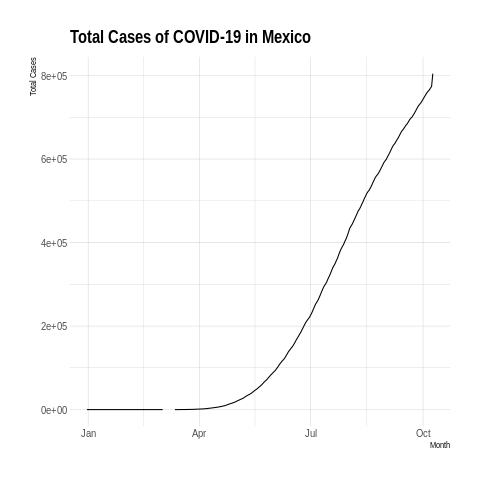 Total Cases of COVID-19 in Mexico
Total Cases
8e+05
6e+05
4e+05
2e+05
0e+00
Jan Apr Jul Oct
Month